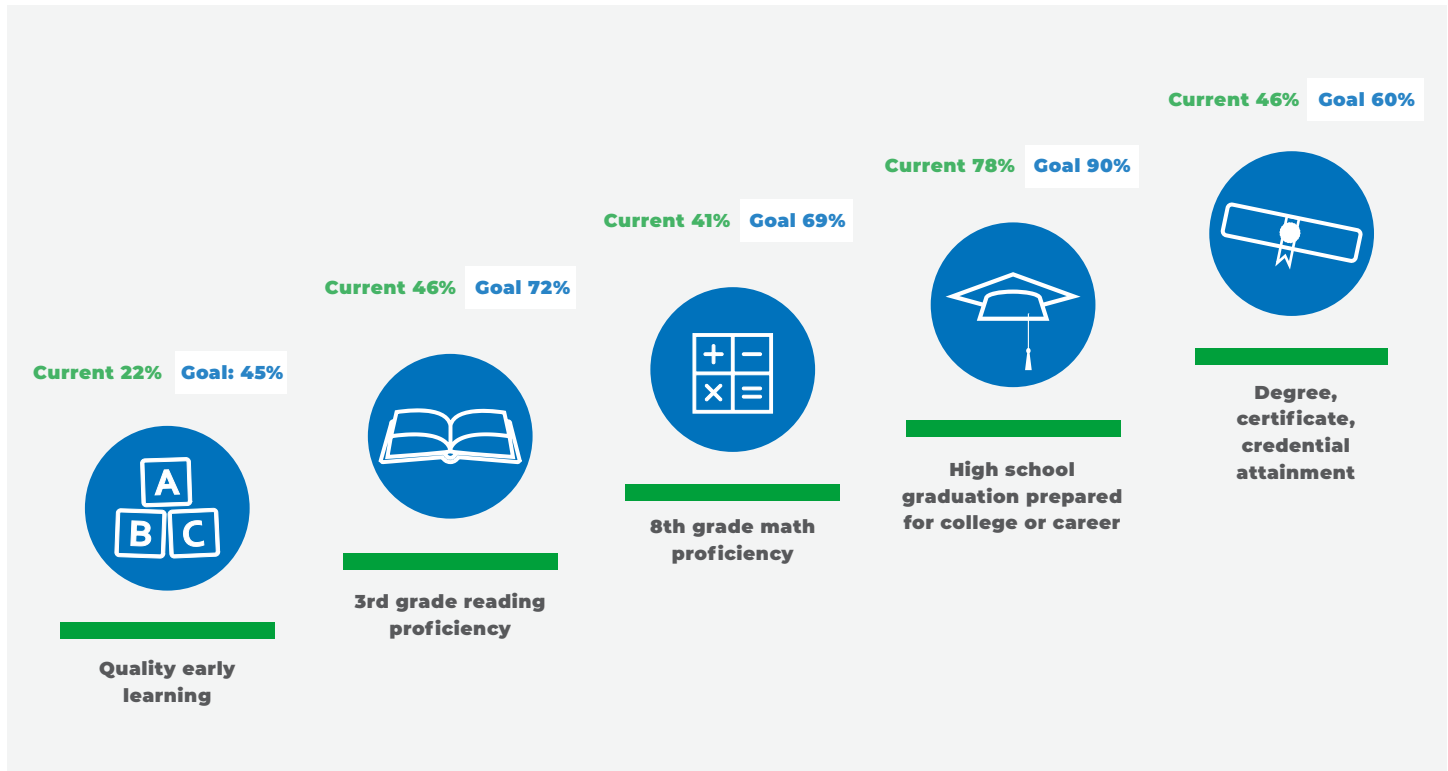 Current 22% Goal: 45%
A
B C
Quality early
learning
Current 46% Goal 72%
3rd grade reading
proficiency
Current 41% Goal 69%
8th grade math
proficiency
Current 78% Goal 90%
High school
graduation prepared
for college or career
Current 46% Goal 60%
Degree,
certificate,
credential
attainment